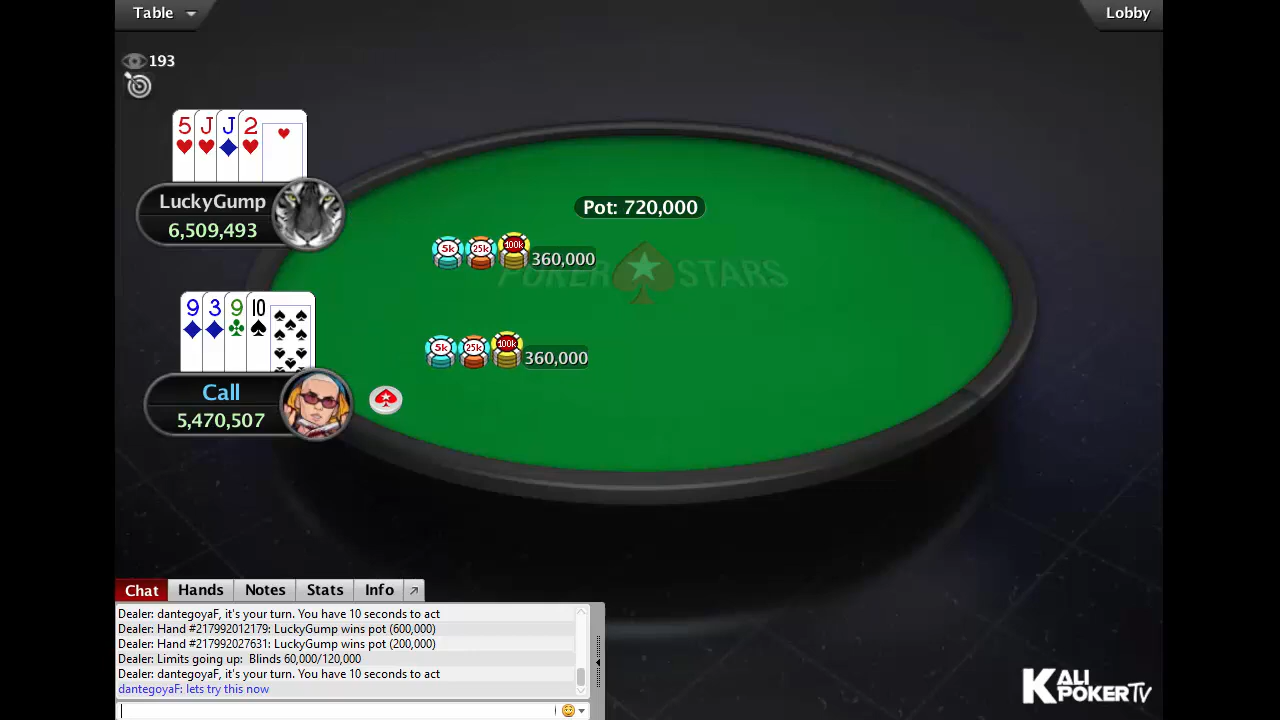 Table
Lobby
193
5 J J 2
LuckyGump
6,509,493
Pot: 720,000
5k 25k 100k 360,000
POKER STARS
9 3 9 10
5k 25k 100k 360,000
Call
5,470,507
Chat Hands Notes Stats Info
Dealer: dantegoyaF, it's your turn. You have 10 seconds to act
Dealer: Hand #217992012179: LuckyGump wins pot (600,000)
Dealer: Hand #217992027631: LuckyGump wins pot (200,000)
Dealer: Limits going up: Blinds 60,000/120,000
Dealer: dantegoyaF, it's your turn. You have 10 seconds to act
dantegoyaF: lets try this now
KALI
POKERTV